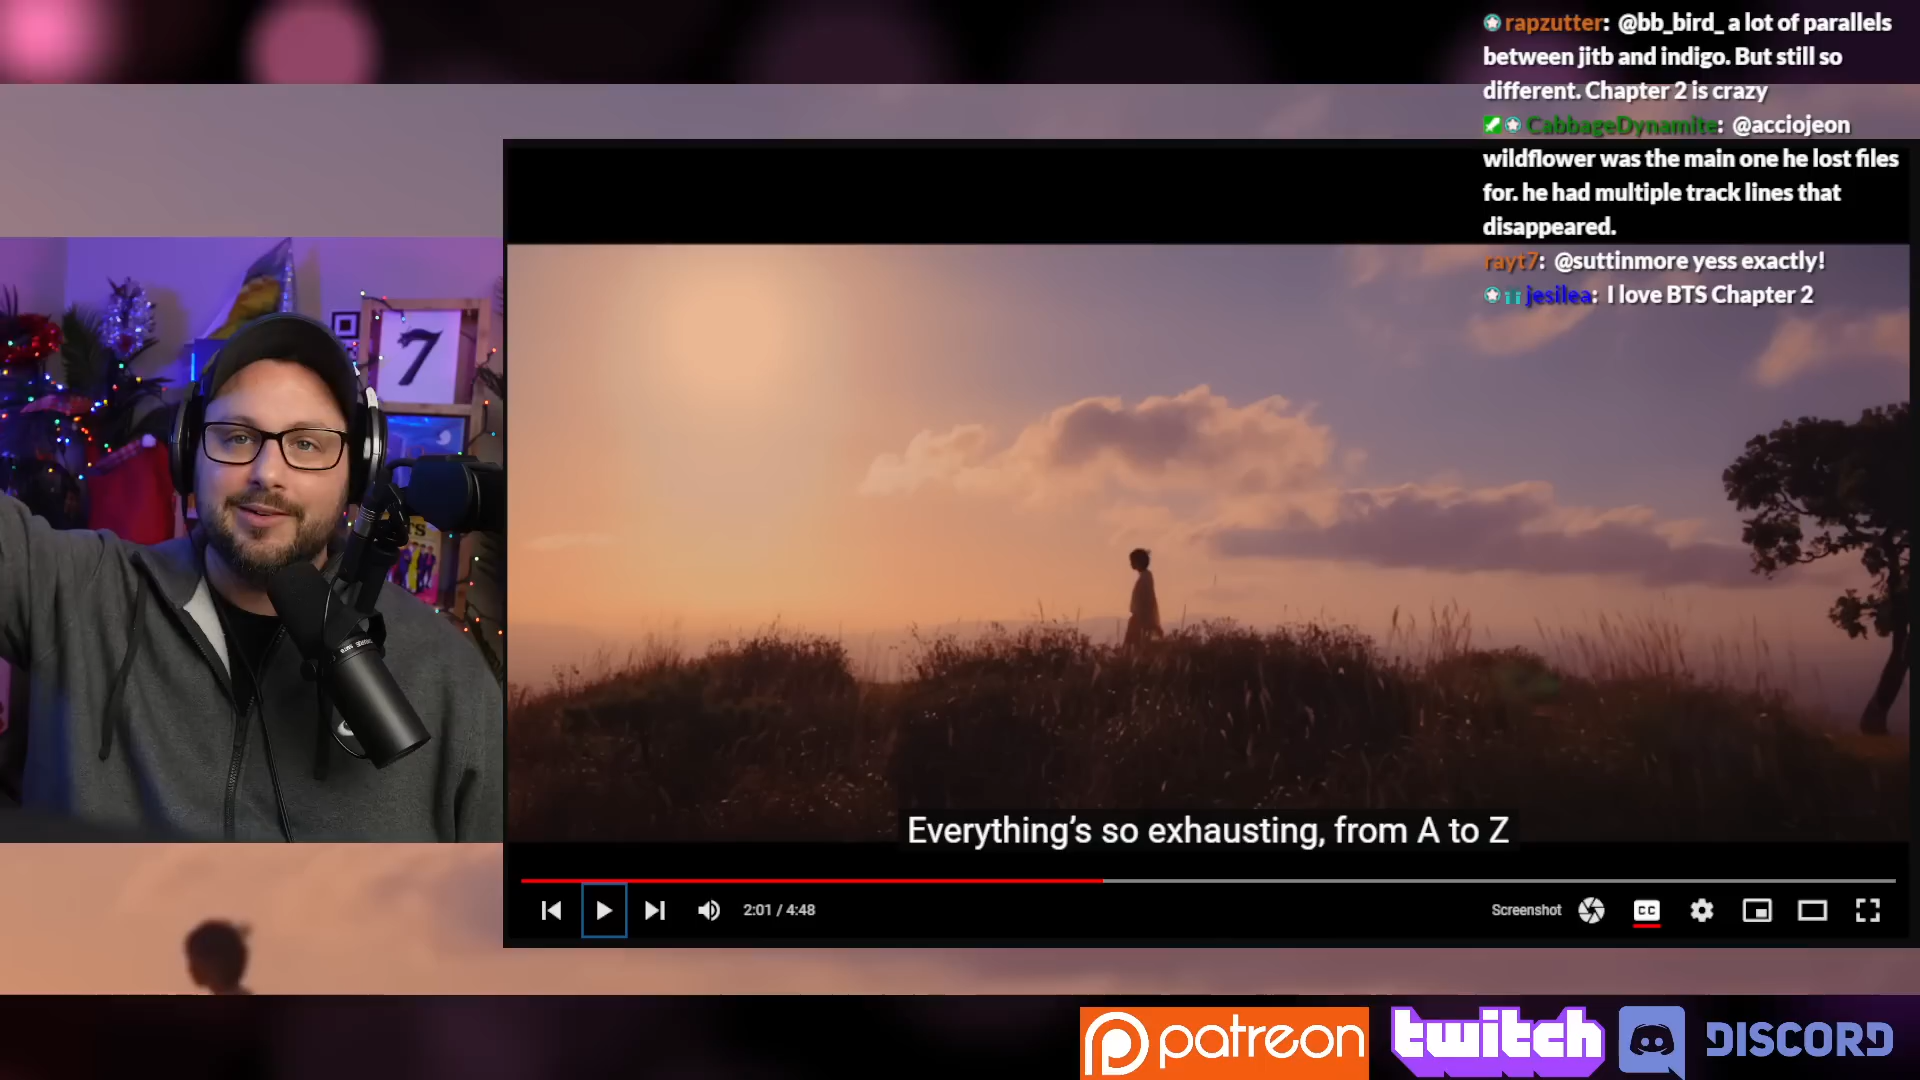 rapzutter: @bb_bird_ a lot of parallels
between jitb and indigo. But still so
different. Chapter 2 is crazy
CabbageDynamite: @acciojeon
wildflower was the main one he lost files
for. he had multiple track lines that
disappeared.
rayt7: @suttinmore yess exactly!
jesilea: I love BTS Chapter 2
7
Everything’s so exhausting, from A to Z
2:01 / 4:48
Screenshot
CC
patreon
twitch
DISCORD